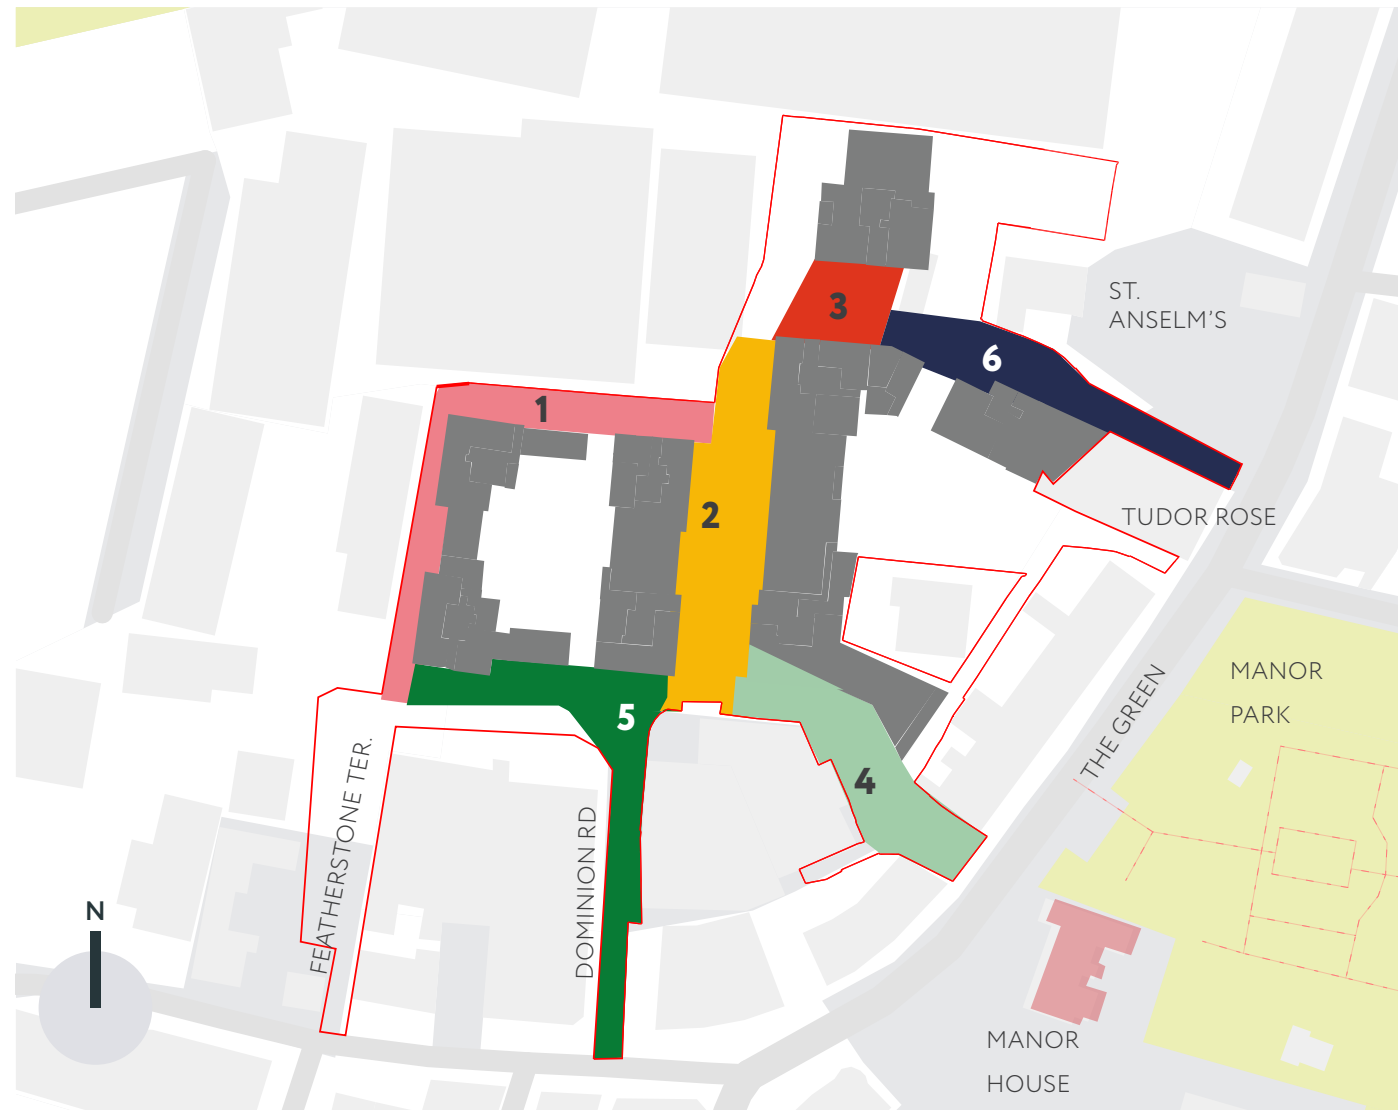 ST.
ANSELM'S
3
6
1
2
TUDOR ROSE
MANOR
PARK
THE GREEN
5
4
FEATHERSTONE TER.
DOMINION RD
N
MANOR
HOUSE